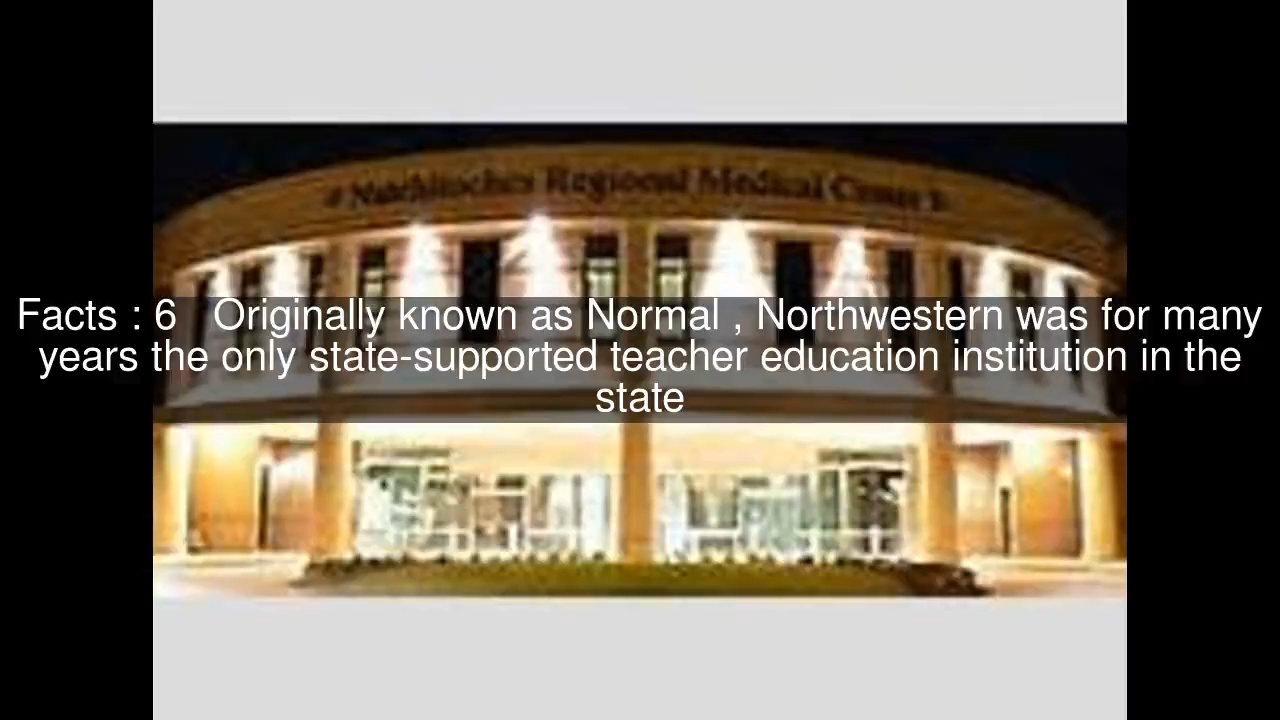 Natchitoches Regional Medical Center
Facts : 6 Originally known as Normal , Northwestern was for many
years the only state-supported teacher education institution in the
state